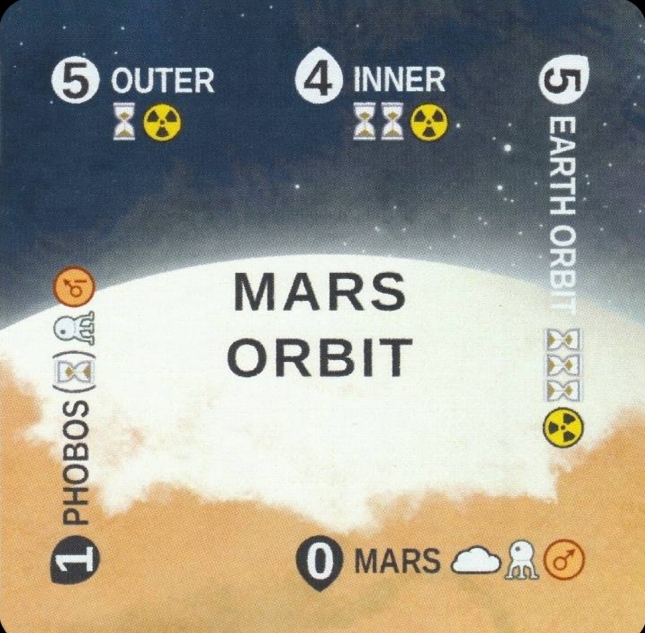 5 OUTER
4 INNER
5 EARTH ORBIT
MARS
ORBIT
1 PHOBOS ( )
0 MARS